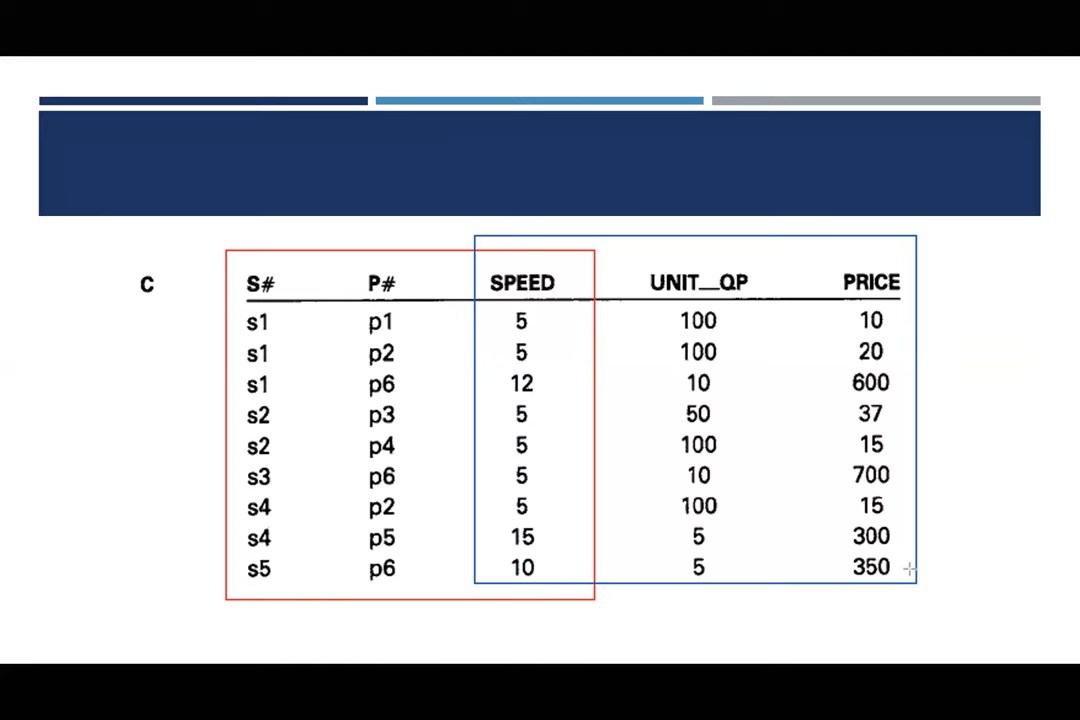 C S# P# SPEED UNIT_QP PRICE
s1 p1 5 100 10
s1 p2 5 100 20
s1 p6 12 10 600
s2 p3 5 50 37
s2 p4 5 100 15
s3 p6 5 10 700
s4 p2 5 100 15
s4 p5 15 5 300
s5 p6 10 5 350